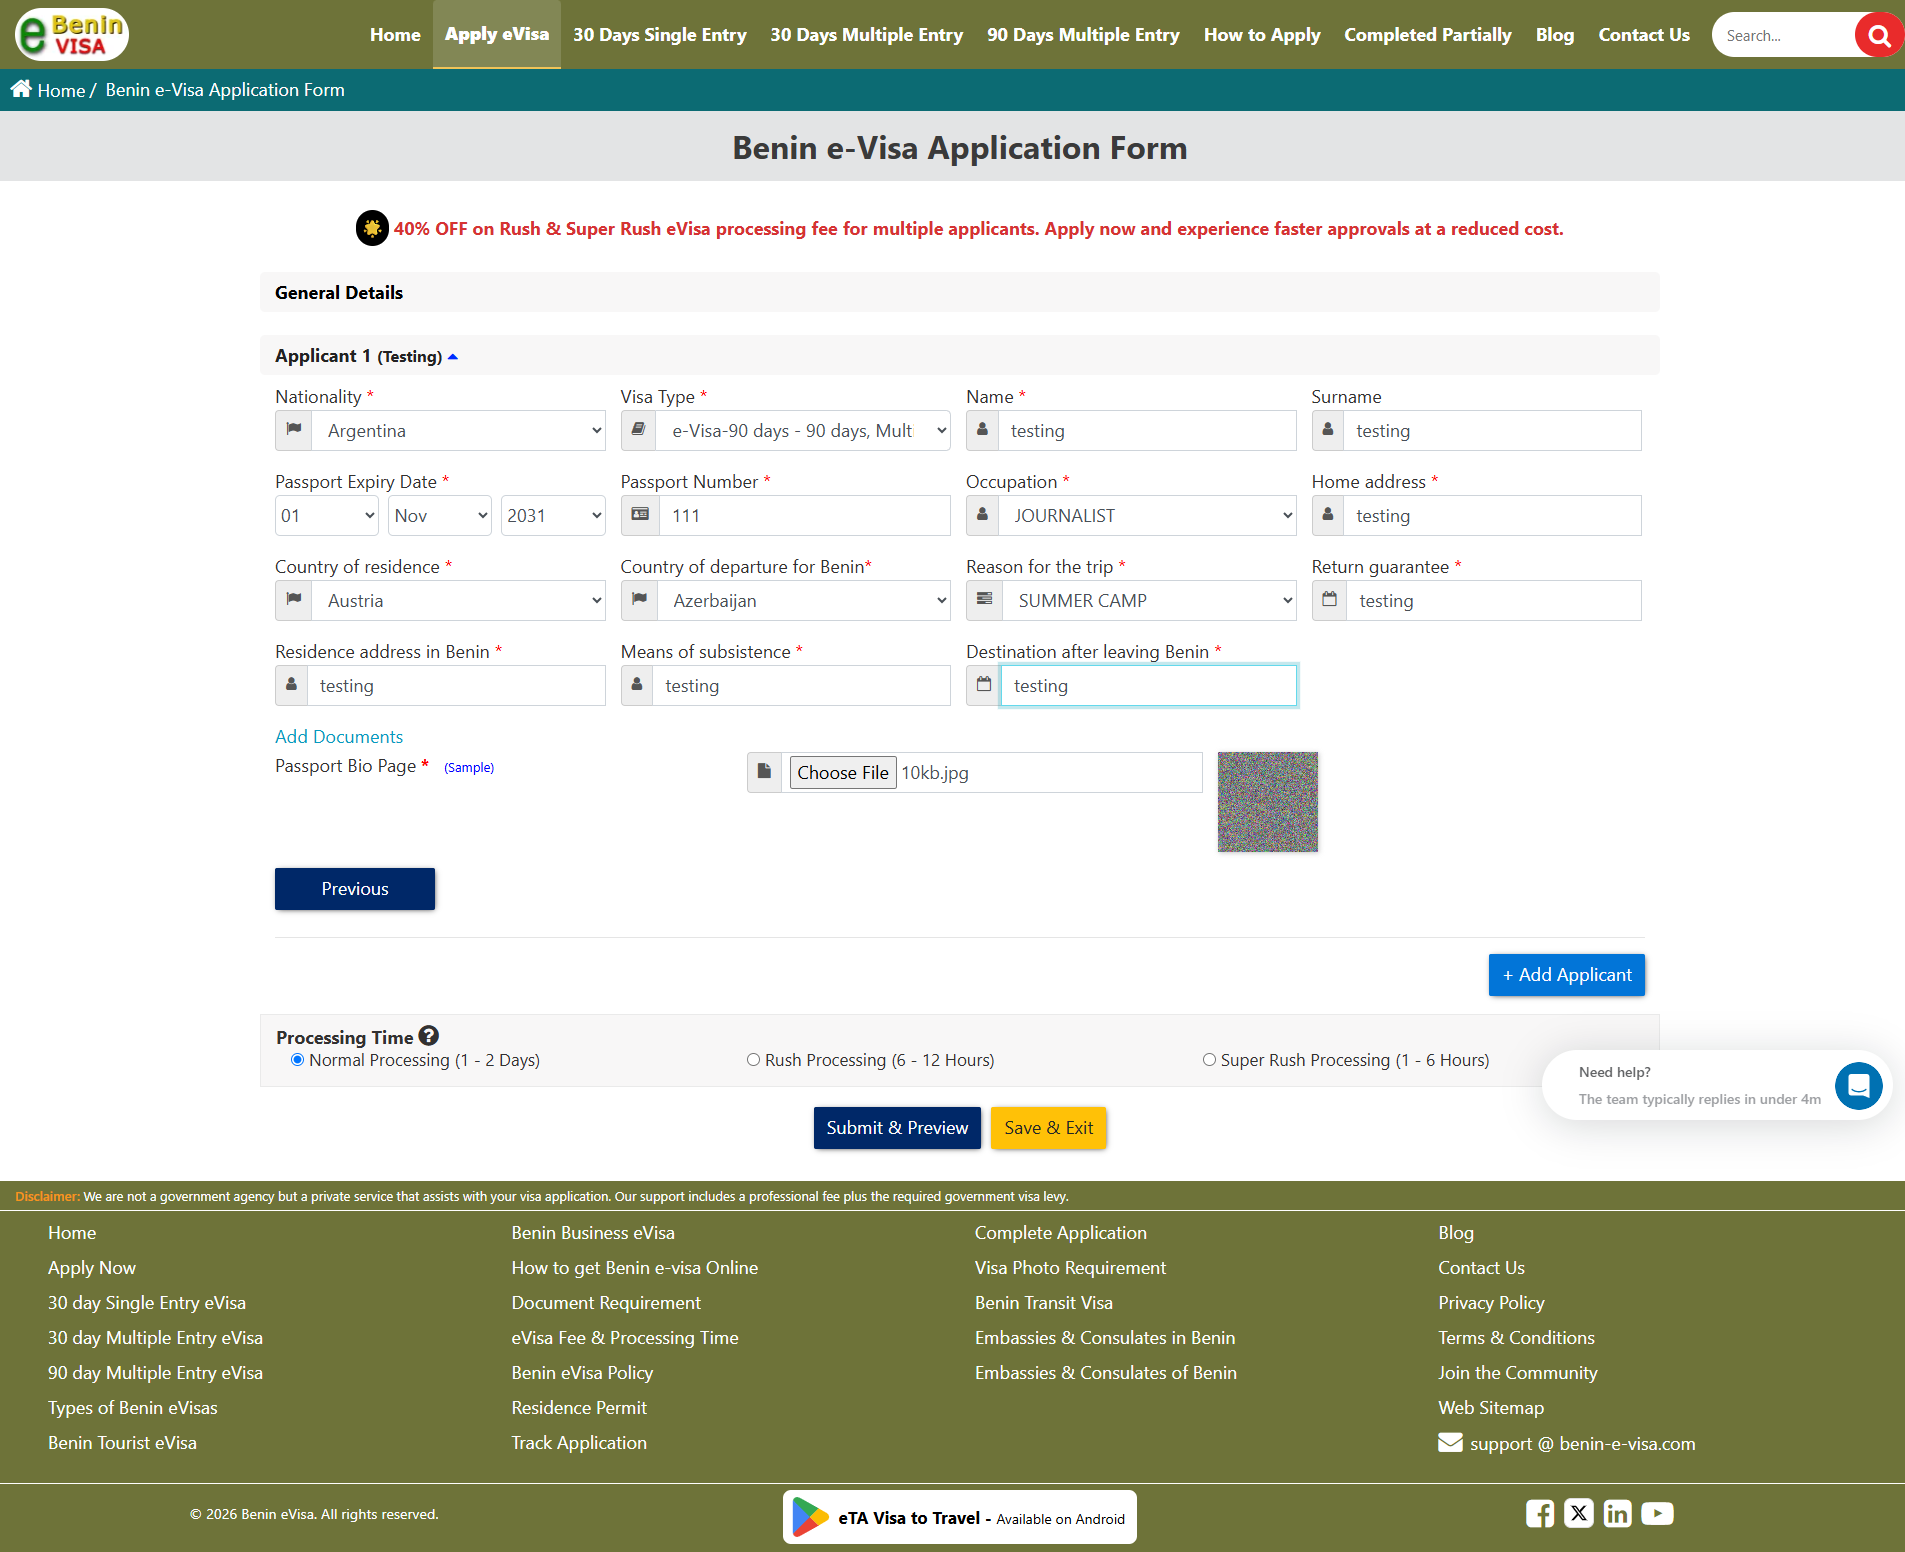 e Benin VISA
Home
Apply eVisa
30 Days Single Entry
30 Days Multiple Entry
90 Days Multiple Entry
How to Apply
Completed Partially
Blog
Contact Us
Search...
Home / Benin e-Visa Application Form
Benin e-Visa Application Form
40% OFF on Rush & Super Rush eVisa processing fee for multiple applicants. Apply now and experience faster approvals at a reduced cost.
General Details
Applicant 1 (Testing)
Nationality *
Visa Type *
Name *
Surname
Argentina
e-Visa-90 days - 90 days, Multi
testing
testing
Passport Expiry Date *
Passport Number *
Occupation *
Home address *
01
Nov
2031
111
JOURNALIST
testing
Country of residence *
Country of departure for Benin*
Reason for the trip *
Return guarantee *
Austria
Azerbaijan
SUMMER CAMP
testing
Residence address in Benin *
Means of subsistence *
Destination after leaving Benin *
testing
testing
testing
Add Documents
Passport Bio Page * (Sample)
Choose File 10kb.jpg
Previous
+ Add Applicant
Processing Time ?
Normal Processing (1 - 2 Days)
Rush Processing (6 - 12 Hours)
Super Rush Processing (1 - 6 Hours)
Need help?
The team typically replies in under 4m
Submit & Preview
Save & Exit
Disclaimer: We are not a government agency but a private service that assists with your visa application. Our support includes a professional fee plus the required government visa levy.
Home
Benin Business eVisa
Complete Application
Blog
Apply Now
How to get Benin e-visa Online
Visa Photo Requirement
Contact Us
30 day Single Entry eVisa
Document Requirement
Benin Transit Visa
Privacy Policy
30 day Multiple Entry eVisa
eVisa Fee & Processing Time
Embassies & Consulates in Benin
Terms & Conditions
90 day Multiple Entry eVisa
Benin eVisa Policy
Embassies & Consulates of Benin
Join the Community
Types of Benin eVisas
Residence Permit
Web Sitemap
Benin Tourist eVisa
Track Application
support @ benin-e-visa.com
© 2026 Benin eVisa. All rights reserved.
eTA Visa to Travel - Available on Android